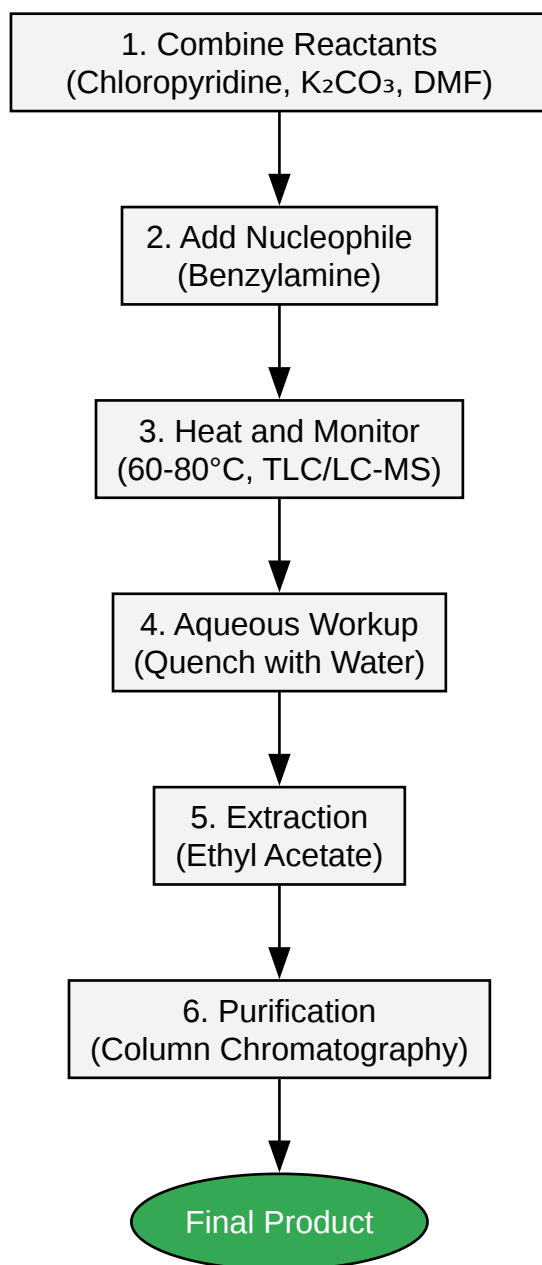 1. Combine Reactants
(Chloropyridine, K₂CO₃, DMF)
2. Add Nucleophile
(Benzylamine)
3. Heat and Monitor
(60-80°C, TLC/LC-MS)
4. Aqueous Workup
(Quench with Water)
5. Extraction
(Ethyl Acetate)
6. Purification
(Column Chromatography)
Final Product